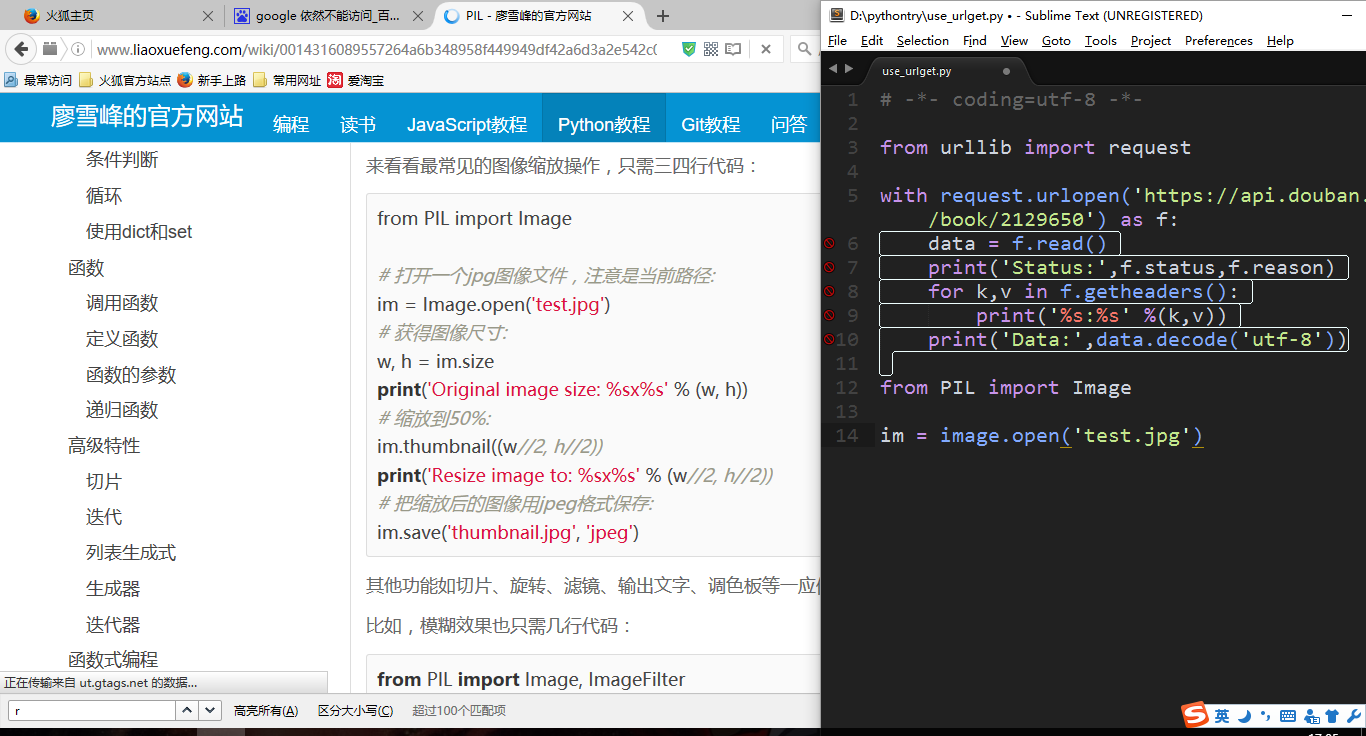 火狐主页
google 依然不能访问_百...
PIL - 廖雪峰的官方网站
www.liaoxuefeng.com/wiki/0014316089557264a6b348958f449949df42a6d3a2e542c0
最常访问 火狐官方站点 新手上路 常用网址 淘 爱淘宝
廖雪峰的官方网站 编程 读书 JavaScript教程 Python教程 Git教程 问答
条件判断
循环
使用dict和set
函数
调用函数
定义函数
函数的参数
递归函数
高级特性
切片
迭代
列表生成式
生成器
迭代器
函数式编程
来看看最常见的图像缩放操作，只需三四行代码：
from PIL import Image
# 打开一个jpg图像文件，注意是当前路径:
im = Image.open('test.jpg')
# 获得图像尺寸:
w, h = im.size
print('Original image size: %sx%s' % (w, h))
# 缩放到50%:
im.thumbnail((w//2, h//2))
print('Resize image to: %sx%s' % (w//2, h//2))
# 把缩放后的图像用jpeg格式保存:
im.save('thumbnail.jpg', 'jpeg')
其他功能如切片、旋转、滤镜、输出文字、调色板等一应
比如，模糊效果也只需几行代码：
from PIL import Image, ImageFilter
正在传输来自 ut.gtags.net 的数据...
r 高亮所有(A) 区分大小写(C) 超过100个匹配项
D:\pythontry\use_urlget.py • - Sublime Text (UNREGISTERED)
File Edit Selection Find View Goto Tools Project Preferences Help
use_urlget.py
1 # -*- coding=utf-8 -*-
2
3 from urllib import request
4
5 with request.urlopen('https://api.douban.
/book/2129650') as f:
6 data = f.read()
7 print('Status:',f.status,f.reason)
8 for k,v in f.getheaders():
9 print('%s:%s' %(k,v))
10 print('Data:',data.decode('utf-8'))
11
12 from PIL import Image
13
14 im = image.open('test.jpg')
S 英